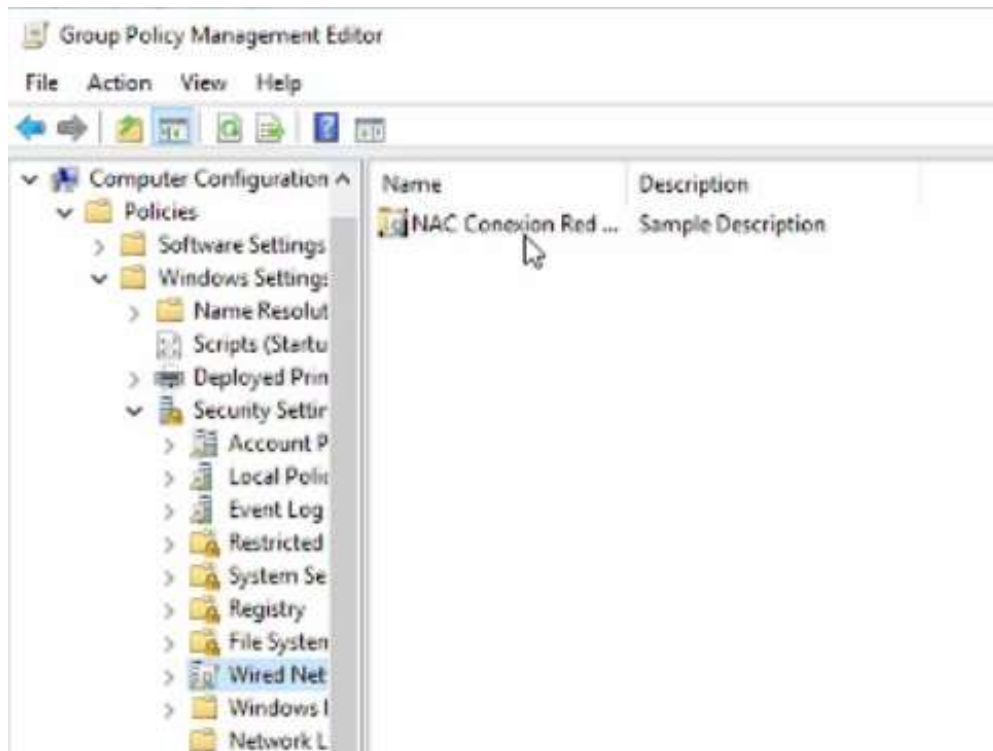 Group Policy Management Editor
File Action View Help
Computer Configuration
Policies
Software Settings
Windows Settings
Name Resolut
Scripts (Startu
Deployed Prin
Security Settin
Account P
Local Polic
Event Log
Restricted
System Se
Registry
File System
Wired Net
Windows I
Network L
Name Description
NAC Conexion Red ... Sample Description